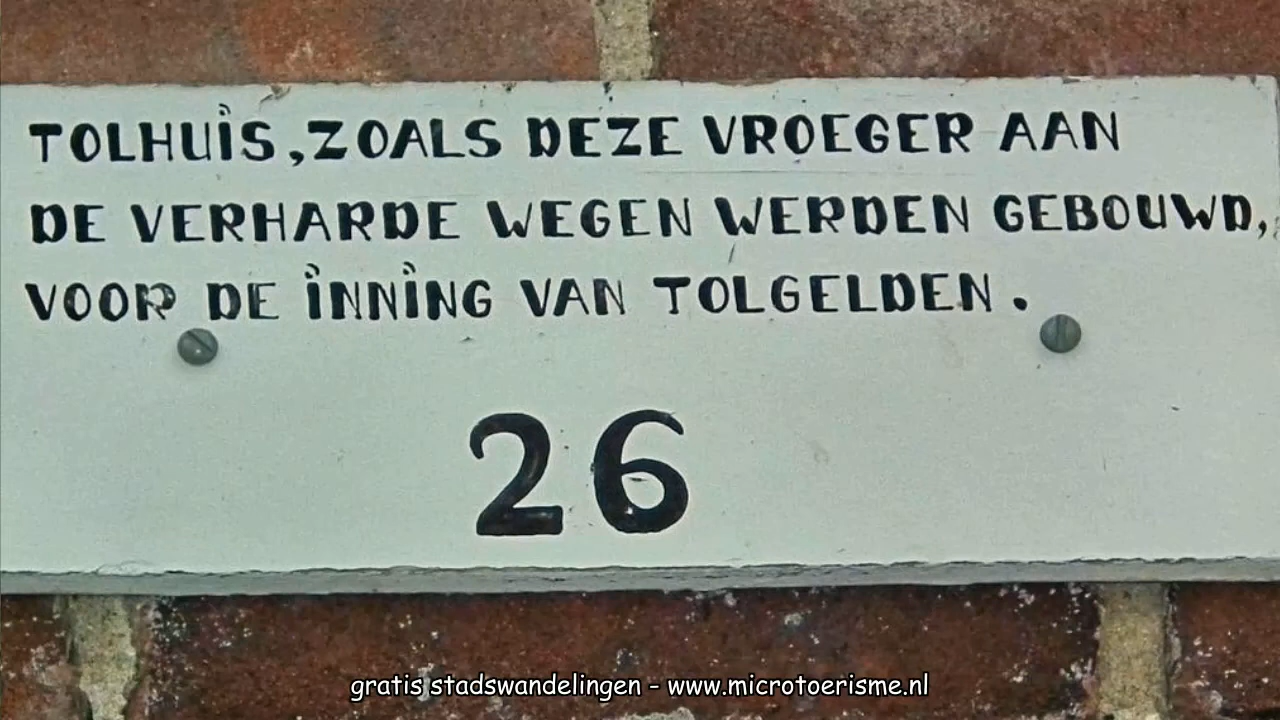 TOLHUIS, ZOALS DEZE VROEGER AAN
DE VERHARDE WEGEN WERDEN GEBOUWD,
VOOR DE INNING VAN TOLGELDEN.
26
gratis stadswandelingen - www.microtoerisme.nl